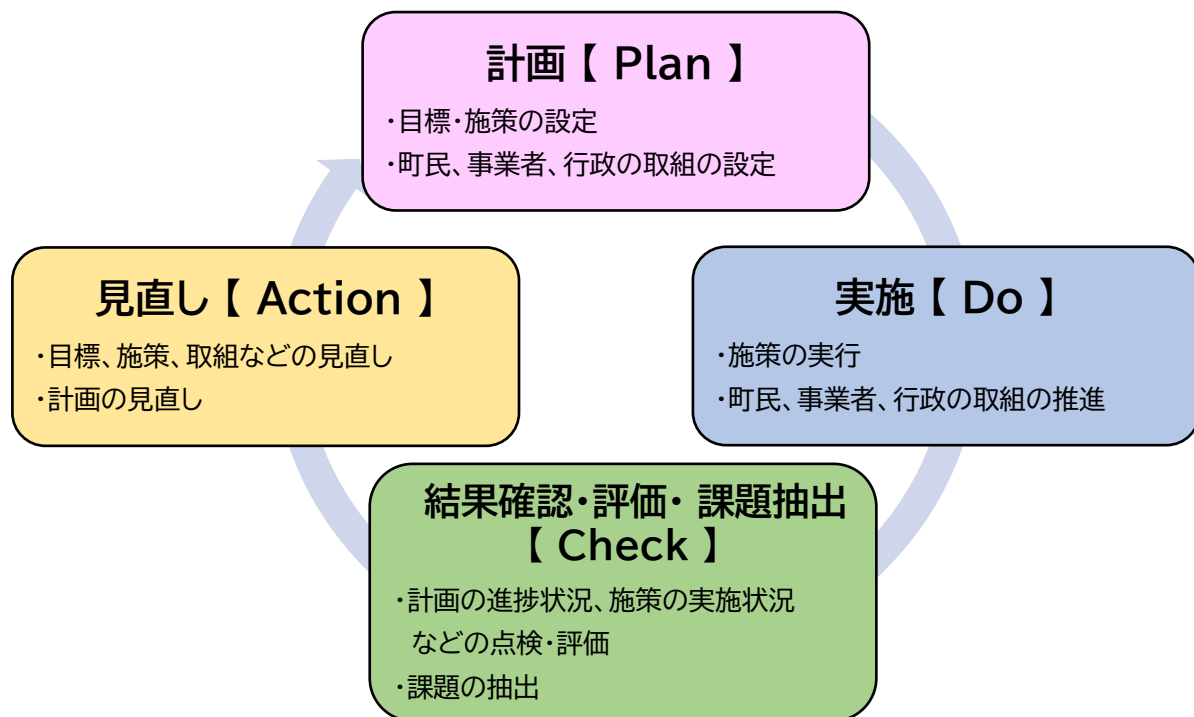 計画【 Plan 】
・目標・施策の設定
・町民、事業者、行政の取組の設定
見直し【 Action 】
・目標、施策、取組などの見直し
・計画の見直し
実施【 Do 】
・施策の実行
・町民、事業者、行政の取組の推進
結果確認・評価・ 課題抽出
【 Check 】
・計画の進捗状況、施策の実施状況
などの点検・評価
・課題の抽出